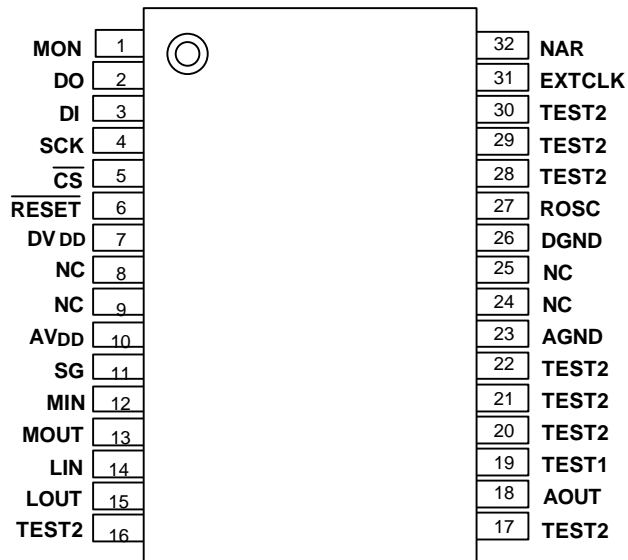 MON 1 32 NAR
DO 2 31 EXTCLK
DI 3 30 TEST2
SCK 4 29 TEST2
CS 5 28 TEST2
RESET 6 27 ROSC
DVDD 7 26 DGND
NC 8 25 NC
NC 9 24 NC
AVDD 10 23 AGND
SG 11 22 TEST2
MIN 12 21 TEST2
MOUT 13 20 TEST2
LIN 14 19 TEST1
LOUT 15 18 AOUT
TEST2 16 17 TEST2